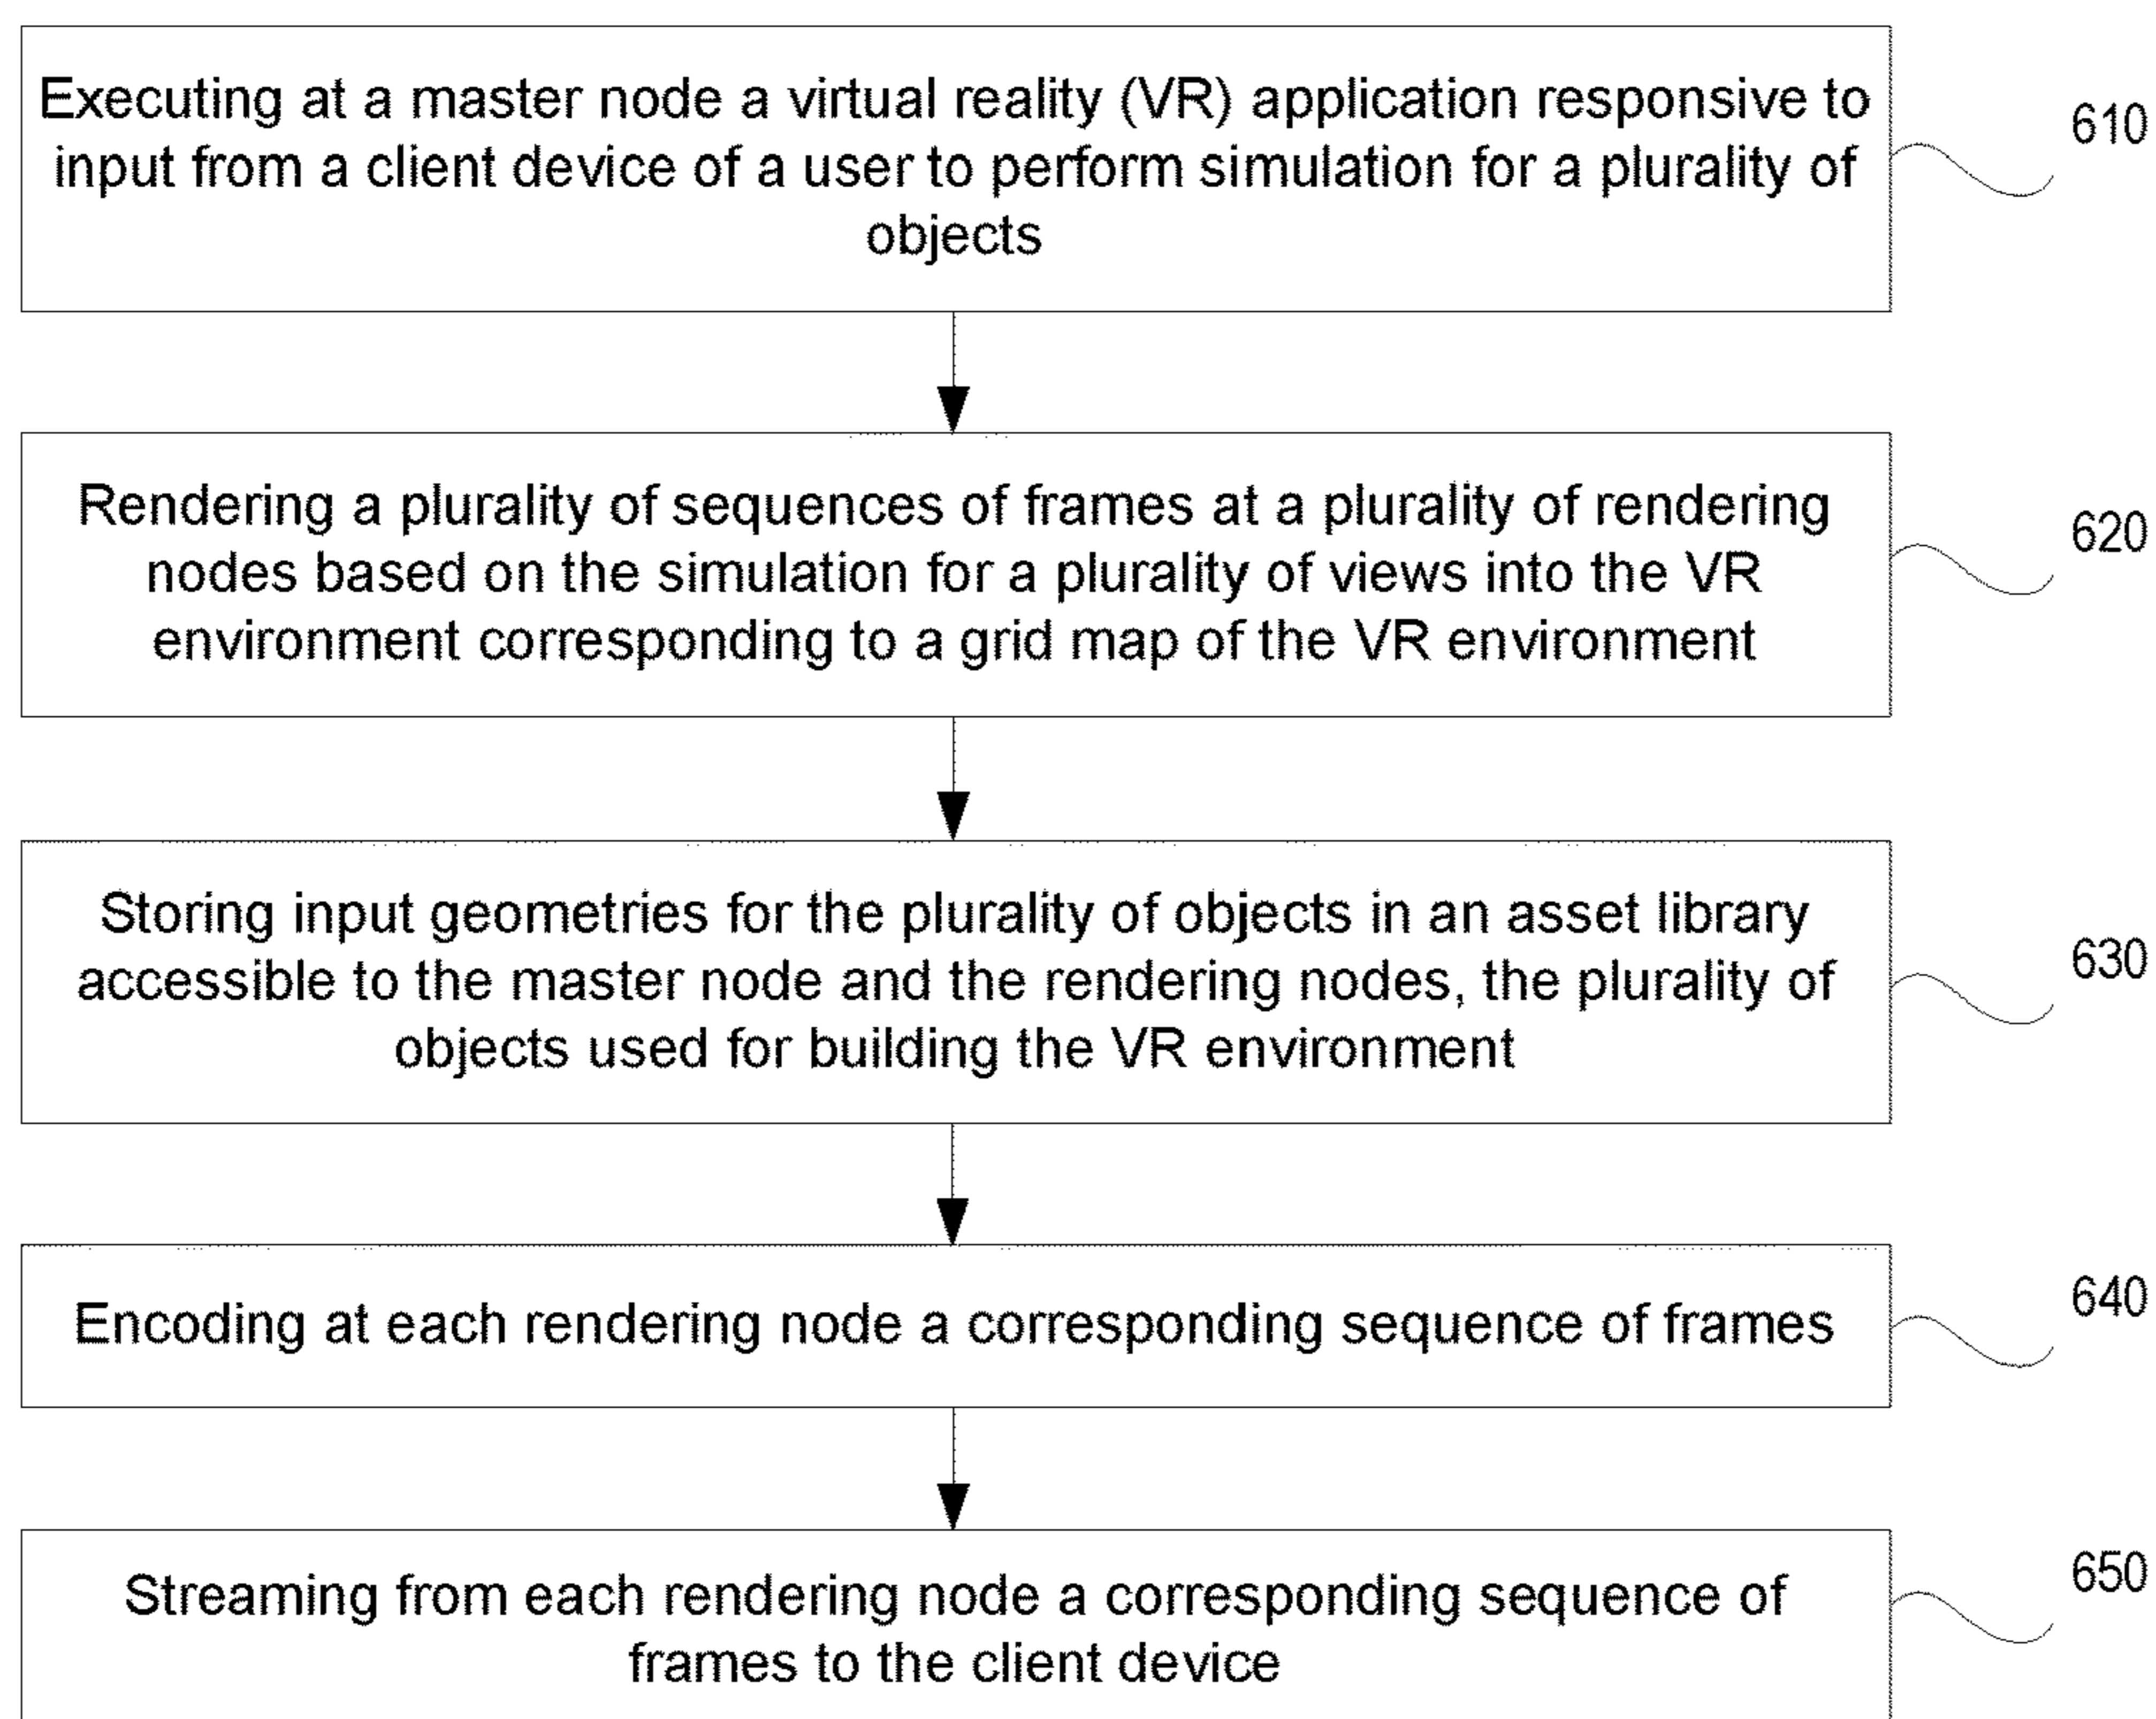 Executing at a master node a virtual reality (VR) application responsive to
input from a client device of a user to perform simulation for a plurality of
objects
610
Rendering a plurality of sequences of frames at a plurality of rendering
nodes based on the simulation for a plurality of views into the VR
environment corresponding to a grid map of the VR environment
620
Storing input geometries for the plurality of objects in an asset library
accessible to the master node and the rendering nodes, the plurality of
objects used for building the VR environment
630
Encoding at each rendering node a corresponding sequence of frames
640
Streaming from each rendering node a corresponding sequence of
frames to the client device
650